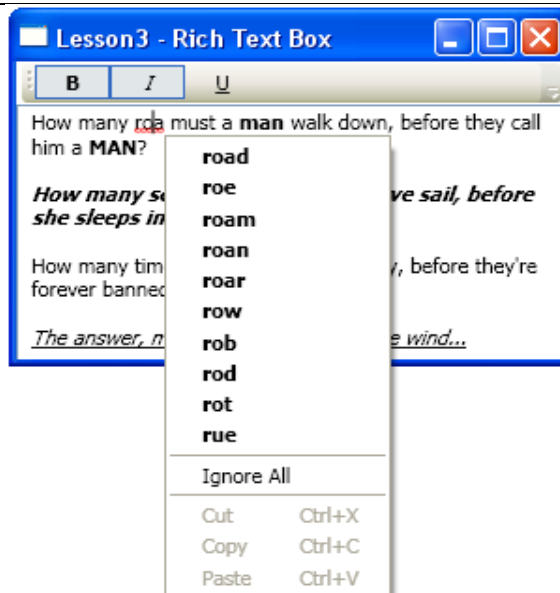 Lesson3 - Rich Text Box
B I U
How many roa must a man walk down, before they call
him a MAN?
How many ve sail, before
she sleeps in
How many tim , before they're
forever banned
The answer, wind...
road
roe
roam
roan
roar
row
rob
rod
rot
rue
Ignore All
Cut Ctrl+X
Copy Ctrl+C
Paste Ctrl+V